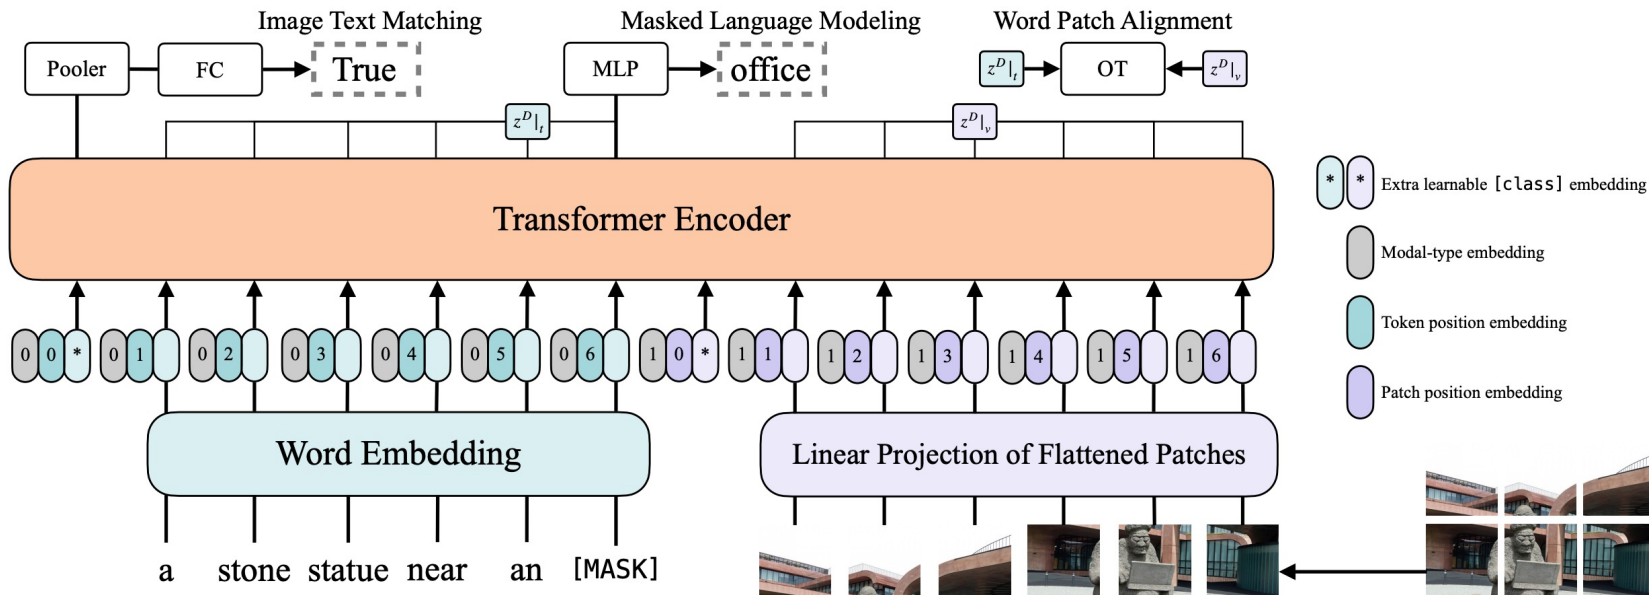 Image Text Matching
Masked Language Modeling
Word Patch Alignment
Pooler
FC
True
MLP
office
z^D|_t
OT
z^D|_v
z^D|_t
z^D|_v
Transformer Encoder
* * Extra learnable [class] embedding
Modal-type embedding
Token position embedding
Patch position embedding
0 0 * 0 1 0 2 0 3 0 4 0 5 0 6 1 0 * 1 1 1 2 1 3 1 4 1 5 1 6
Word Embedding
Linear Projection of Flattened Patches
a stone statue near an [MASK]